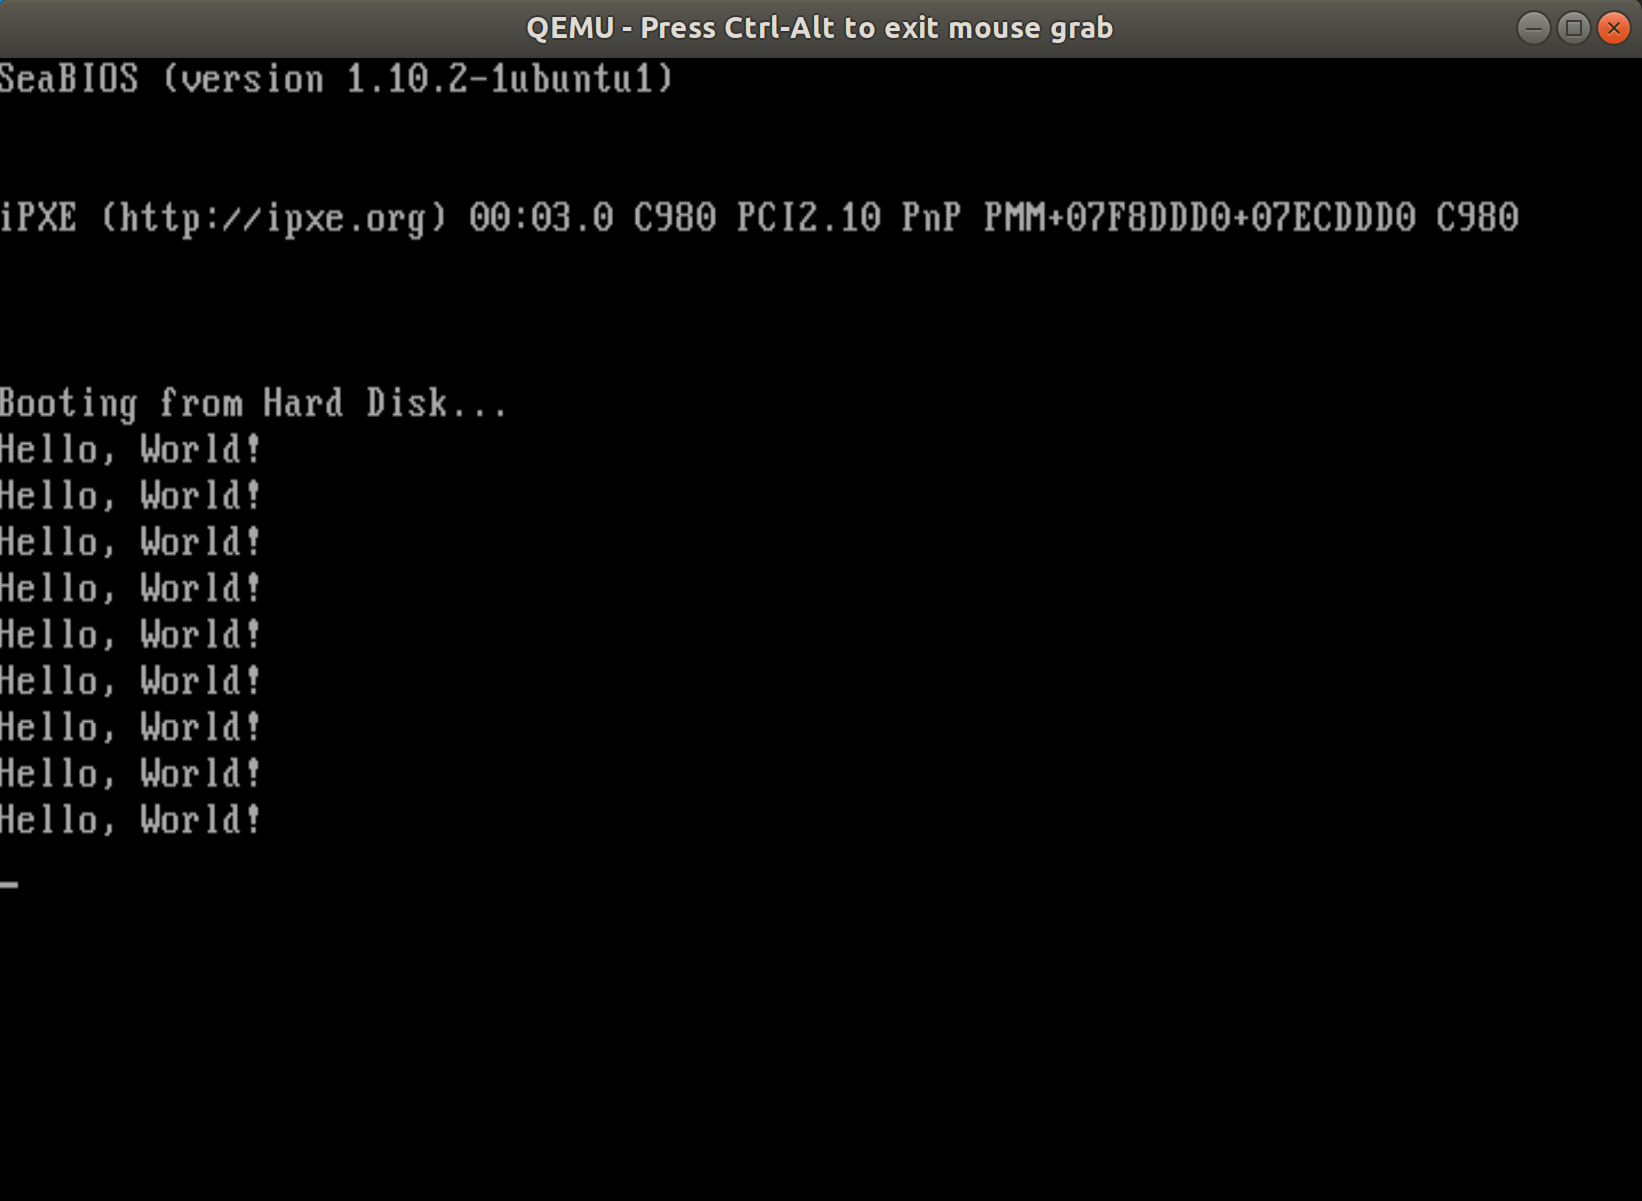 QEMU - Press Ctrl-Alt to exit mouse grab
SeaBIOS (version 1.10.2-1ubuntu1)
iPXE (http://ipxe.org) 00:03.0 C980 PCI2.10 PnP PMM+07F8DDD0+07ECDDD0 C980
Booting from Hard Disk...
Hello, World!
Hello, World!
Hello, World!
Hello, World!
Hello, World!
Hello, World!
Hello, World!
Hello, World!
Hello, World!
_